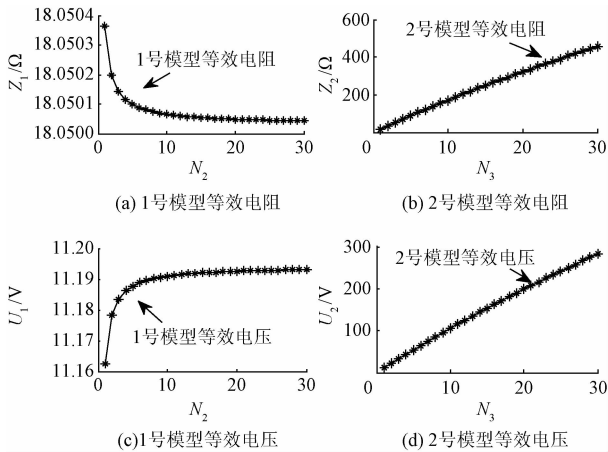 18.0504
18.0503
18.0502
18.0501
18.0500
Z1/Ω
1号模型等效电阻
0 10 20 30
N2
(a) 1号模型等效电阻
600
400
200
Z2/Ω
2号模型等效电阻
0 10 20 30
N3
(b) 2号模型等效电阻
11.20
11.19
11.18
11.17
11.16
U1/V
1号模型等效电压
0 10 20 30
N2
(c)1号模型等效电压
300
200
100
U2/V
2号模型等效电压
0 10 20 30
N3
(d) 2号模型等效电压